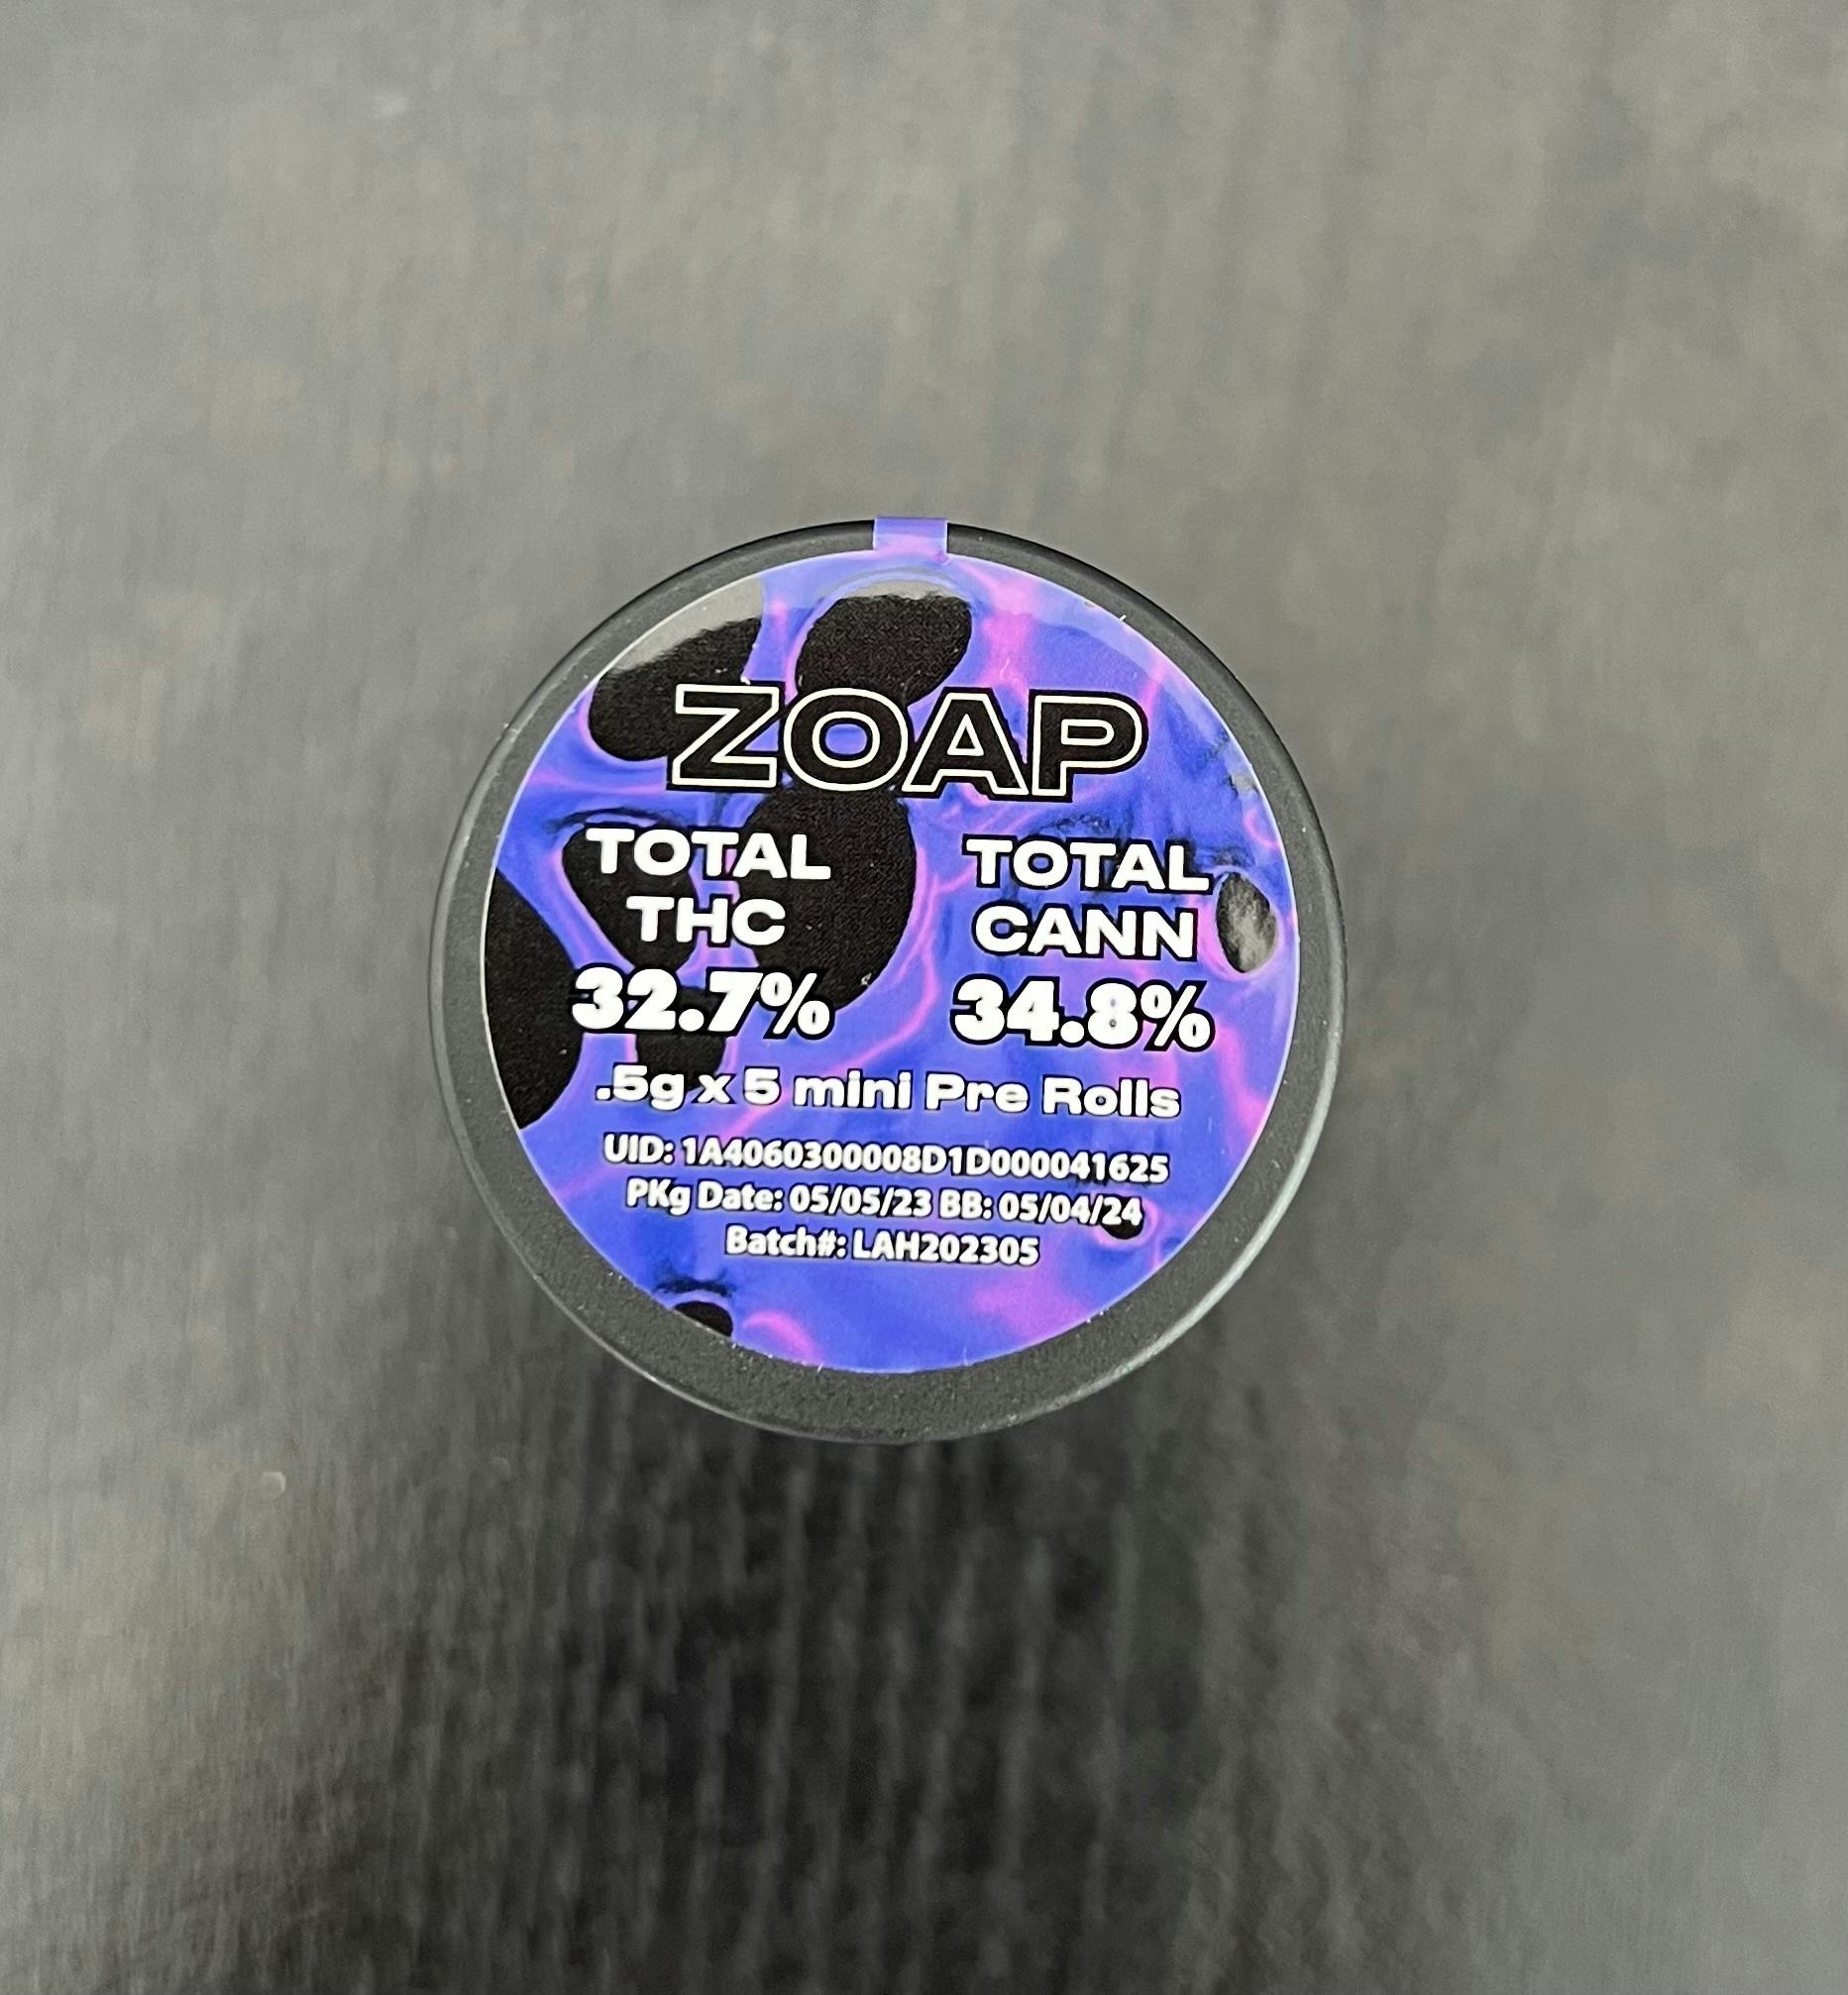 ZOAP
TOTAL
THC
32.7%
TOTAL
CANN
34.8%
.5g x 5 mini Pre Rolls
UID: 1A4060300008D1D000041625
PKg Date: 05/05/23 BB: 05/04/24
Batch#: LAH202305